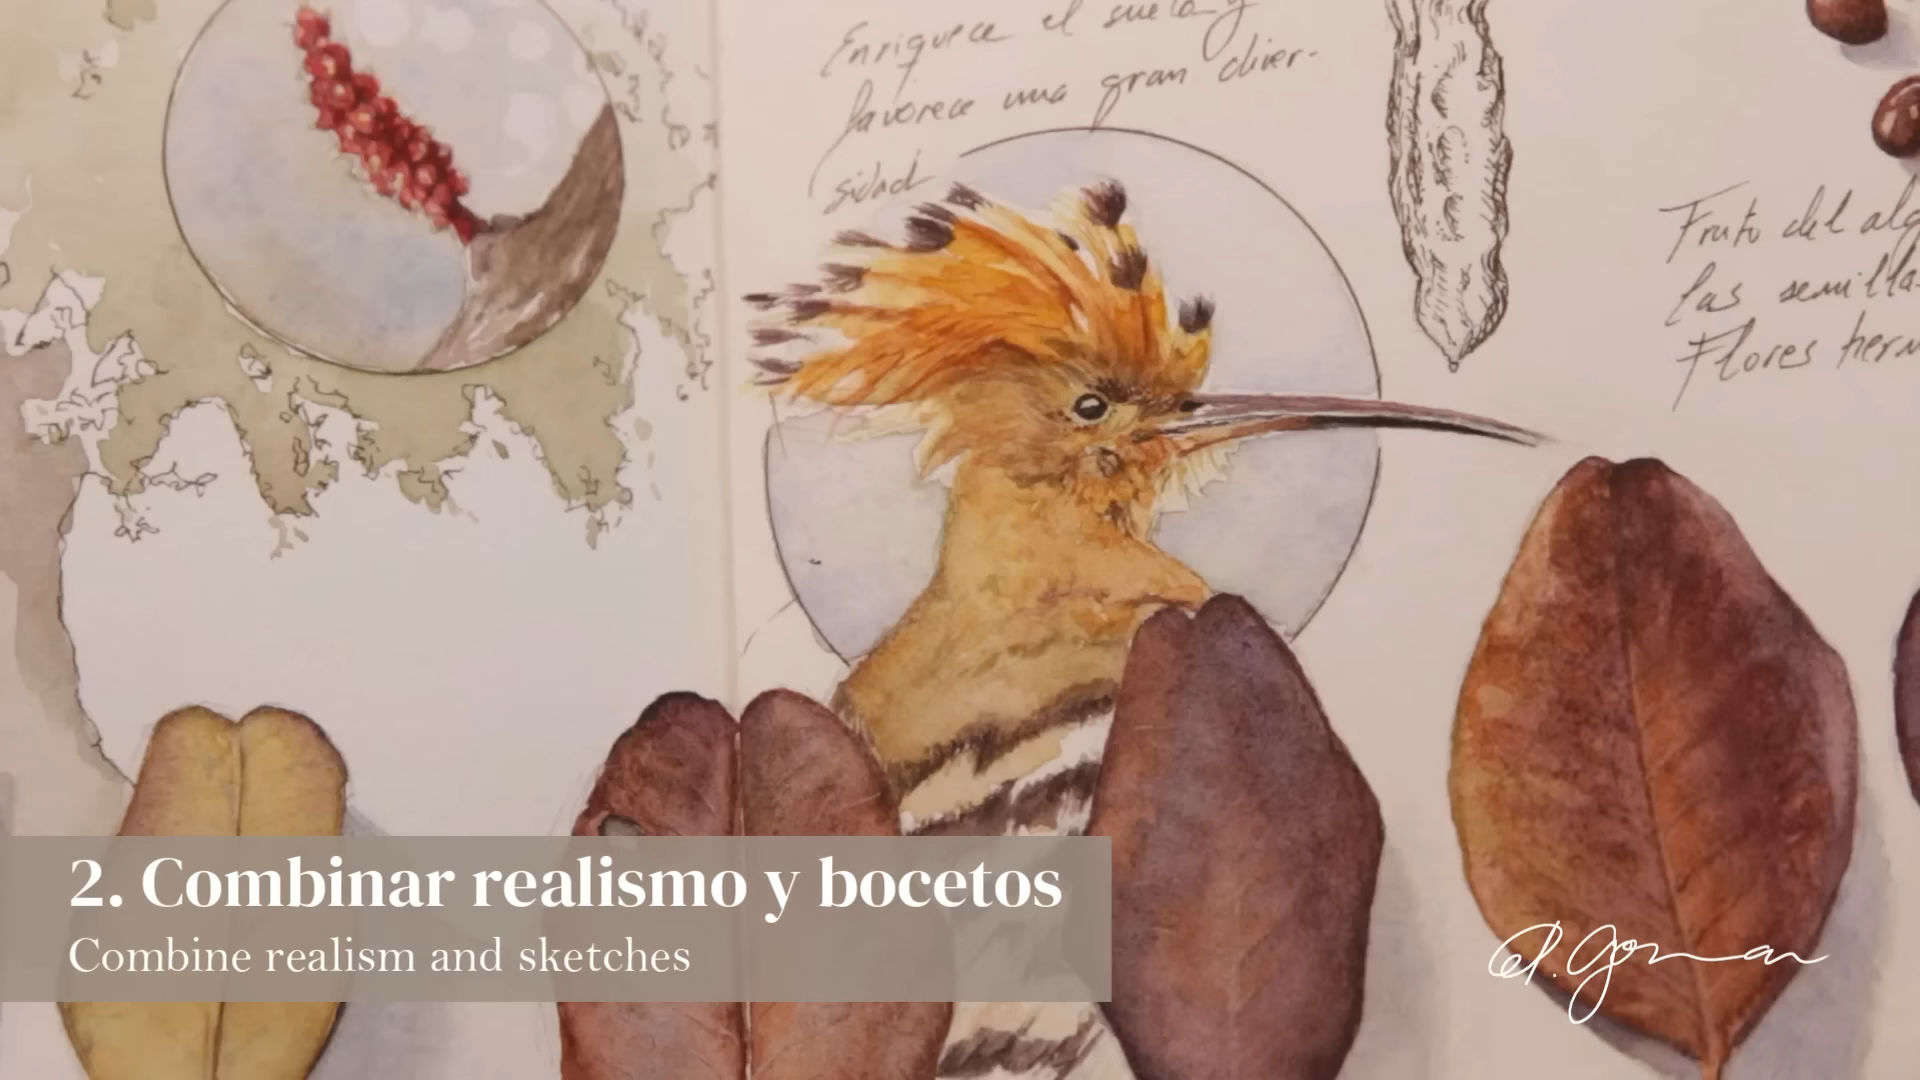 Enriquece el suelo y
favorece una gran diver-
sidad
Fruto del alg
las semillas
Flores herm
2. Combinar realismo y bocetos
Combine realism and sketches